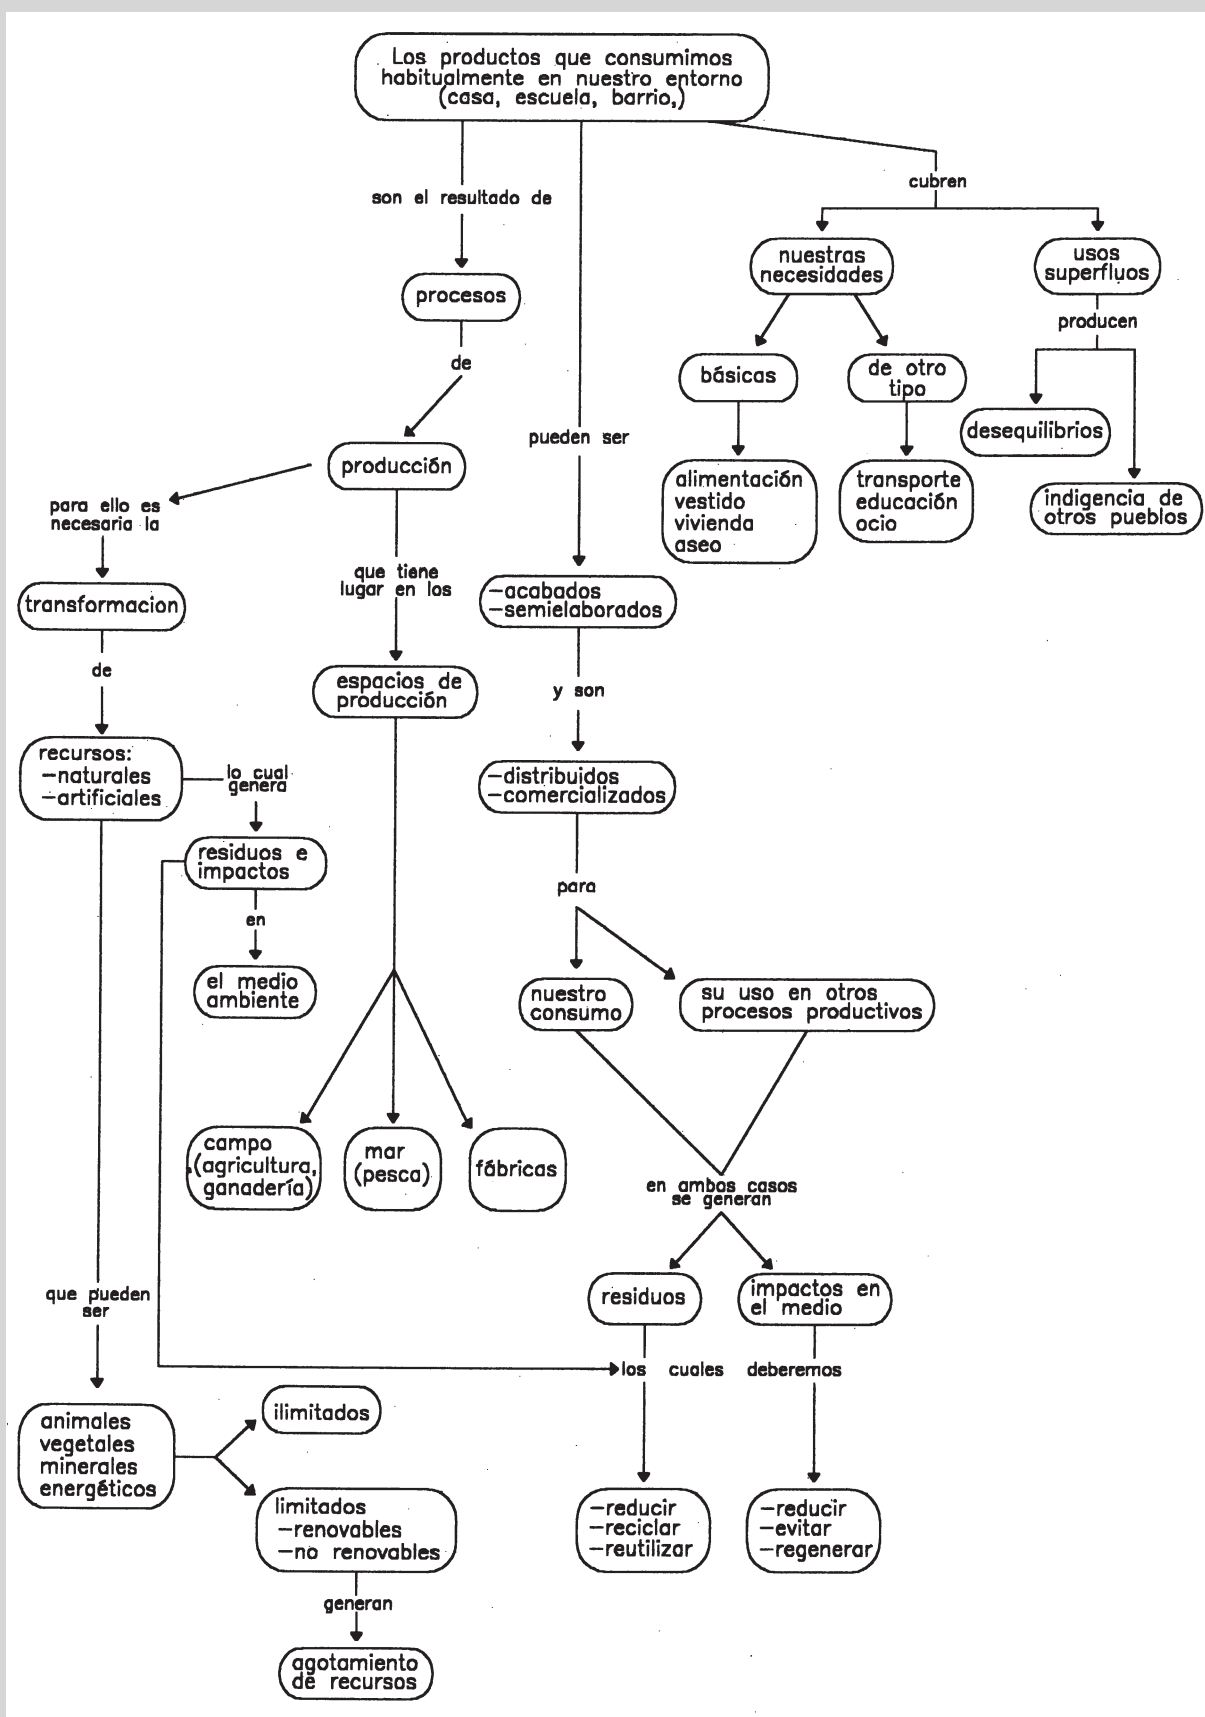 Los productos que consumimos
habitualmente en nuestro entorno
(casa, escuela, barrio,)
son el resultado de
procesos
de
producción
para ello es
necesaria la
transformacion
de
recursos:
—naturales
—artificiales
lo cual
genera
residuos e
impactos
en
el medio
ambiente
que pueden
ser
animales
vegetales
minerales
energéticos
ilimitados
limitados
—renovables
—no renovables
generan
agotamiento
de recursos
que tiene
lugar en los
espacios de
producción
campo
(agricultura,
ganadería)
mar
(pesca)
fábricas
pueden ser
—acabados
—semielaborados
y son
—distribuidos
—comercializados
para
nuestro
consumo
su uso en otros
procesos productivos
en ambos casos
se generan
residuos
impactos en
el medio
los cuales deberemos
—reducir
—reciclar
—reutilizar
—reducir
—evitar
—regenerar
cubren
nuestras
necesidades
básicas
alimentación
vestido
vivienda
aseo
de otro
tipo
transporte
educación
ocio
usos
superfluos
producen
desequilibrios
indigencia de
otros pueblos